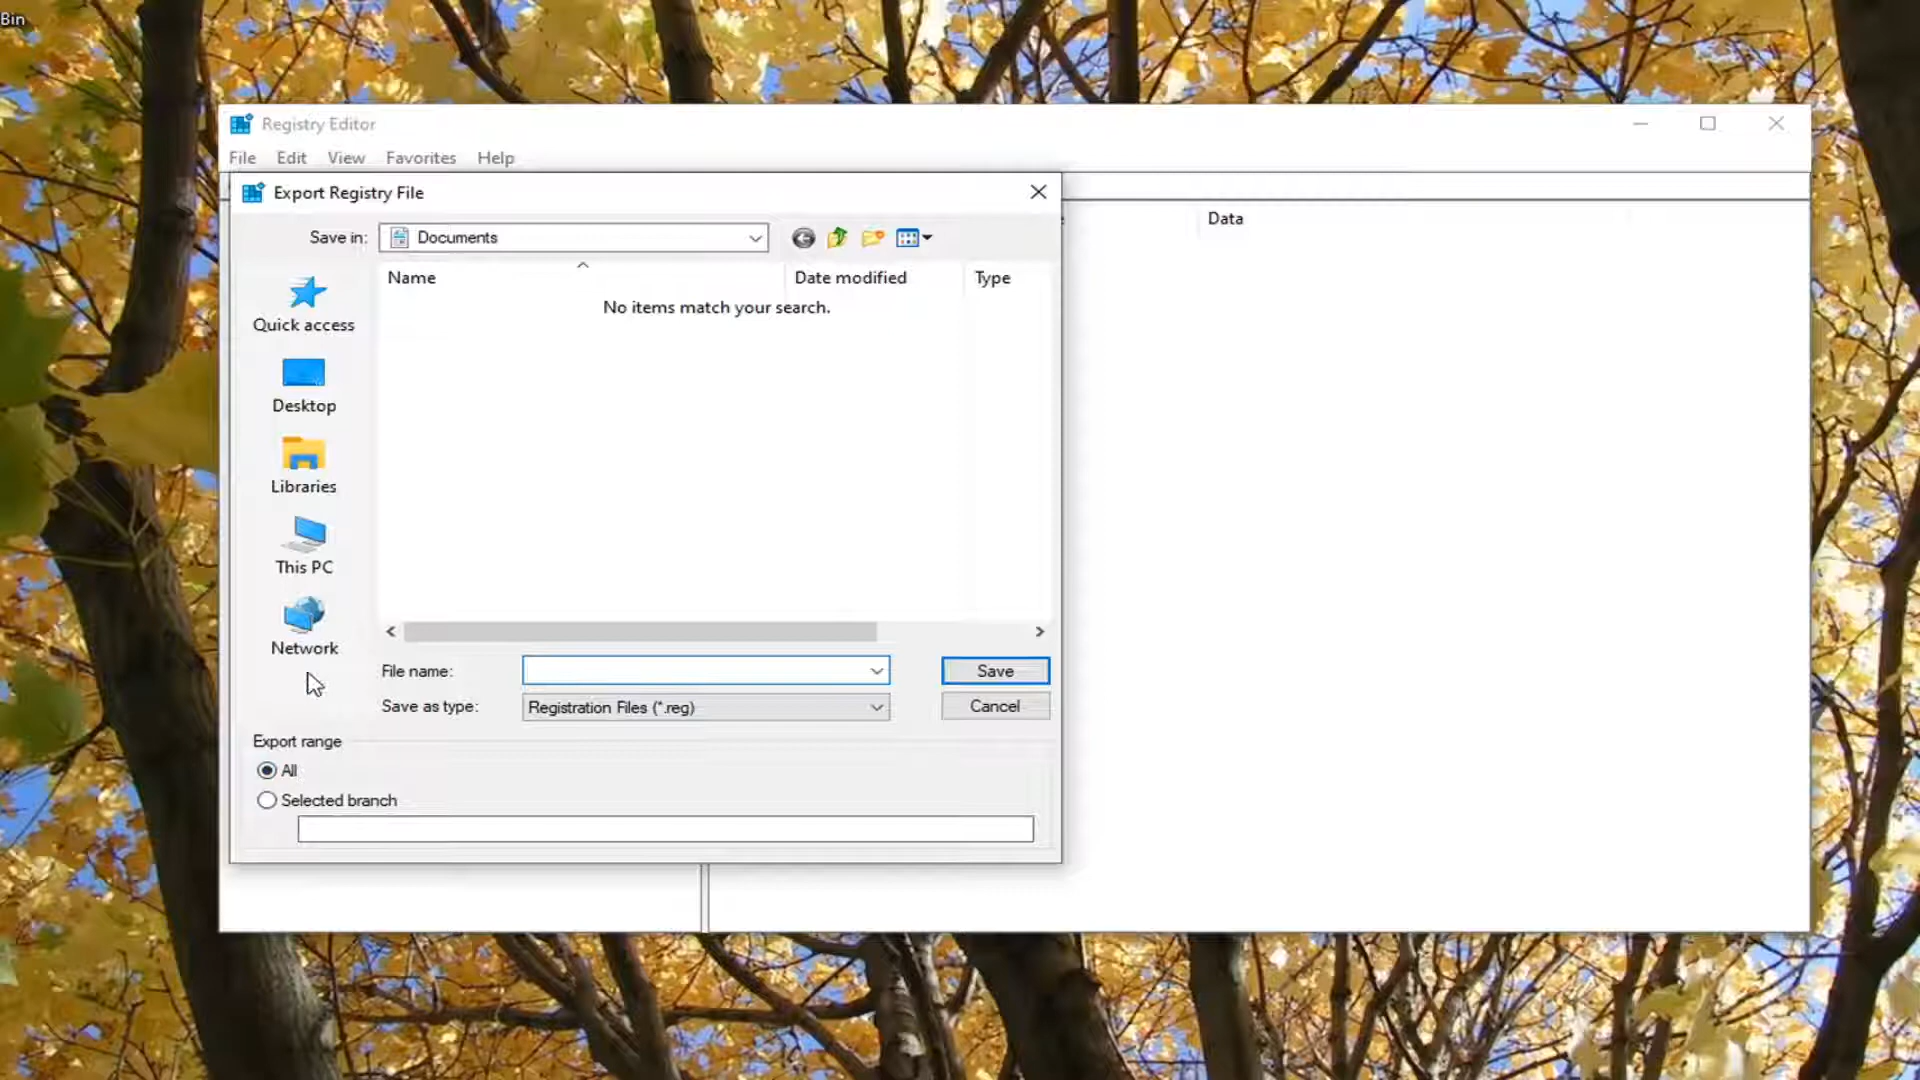 Bin
Registry Editor
File Edit View Favorites Help
Export Registry File
Data
Save in: Documents
Name Date modified Type
No items match your search.
Quick access
Desktop
Libraries
This PC
Network
File name: Save
Save as type: Registration Files (*.reg) Cancel
Export range
All
Selected branch